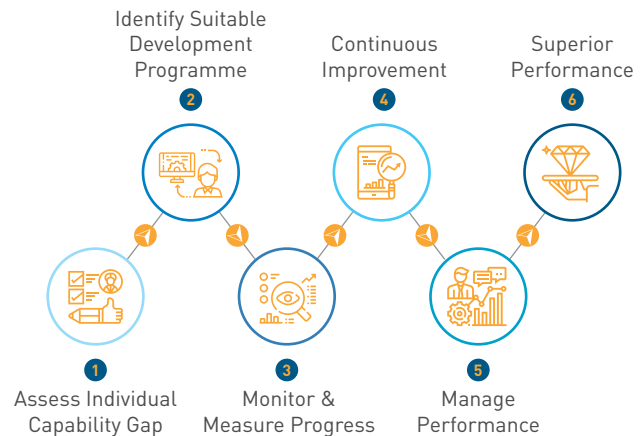 Identify Suitable
Development
Programme
2
Continuous
Improvement
4
Superior
Performance
6
1
Assess Individual
Capability Gap
3
Monitor &
Measure Progress
5
Manage
Performance